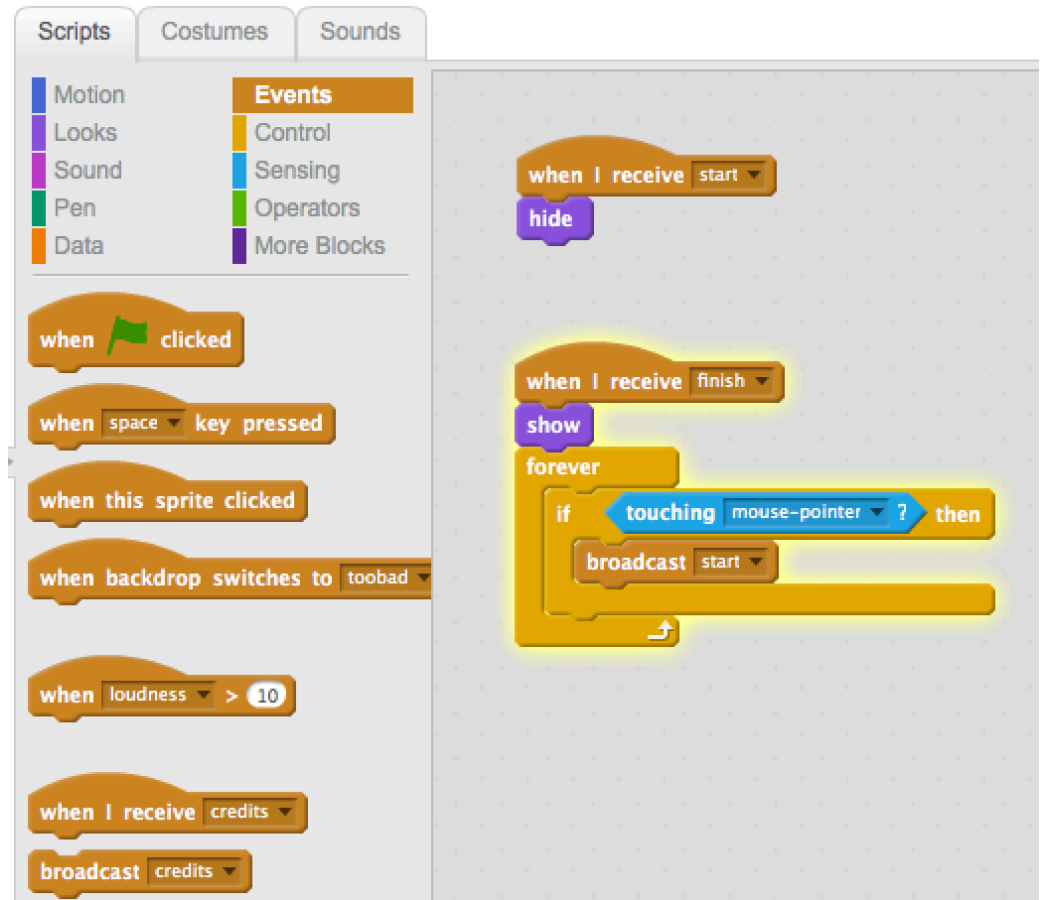 Scripts Costumes Sounds
Motion Events
Looks Control
Sound Sensing
Pen Operators
Data More Blocks
when clicked
when space key pressed
when this sprite clicked
when backdrop switches to toobad
when loudness > 10
when I receive credits
broadcast credits
when I receive start
hide
when I receive finish
show
forever
if touching mouse-pointer ? then
broadcast start